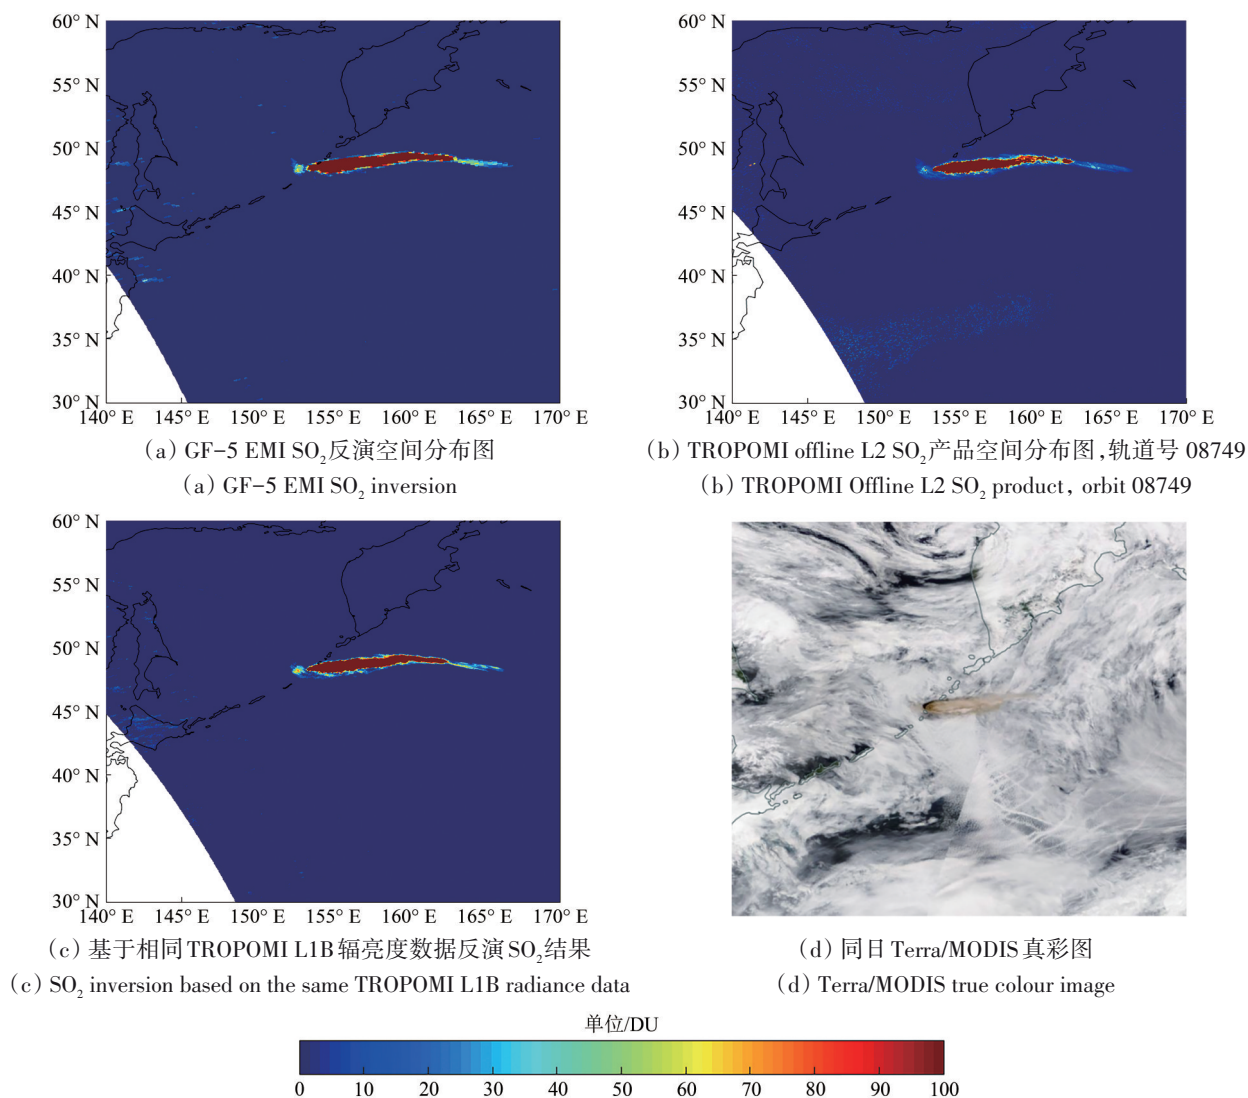 60° N
55° N
50° N
45° N
40° N
35° N
30° N
140° E 145° E 150° E 155° E 160° E 165° E 170° E
(a) GF-5 EMI SO₂反演空间分布图
(a) GF-5 EMI SO₂ inversion
60° N
55° N
50° N
45° N
40° N
35° N
30° N
140° E 145° E 150° E 155° E 160° E 165° E 170° E
(b) TROPOMI offline L2 SO₂产品空间分布图,轨道号 08749
(b) TROPOMI Offline L2 SO₂ product, orbit 08749
60° N
55° N
50° N
45° N
40° N
35° N
30° N
140° E 145° E 150° E 155° E 160° E 165° E 170° E
(c) 基于相同TROPOMI L1B辐亮度数据反演SO₂结果
(c) SO₂ inversion based on the same TROPOMI L1B radiance data
(d) 同日Terra/MODIS真彩图
(d) Terra/MODIS true colour image
单位/DU
0 10 20 30 40 50 60 70 80 90 100